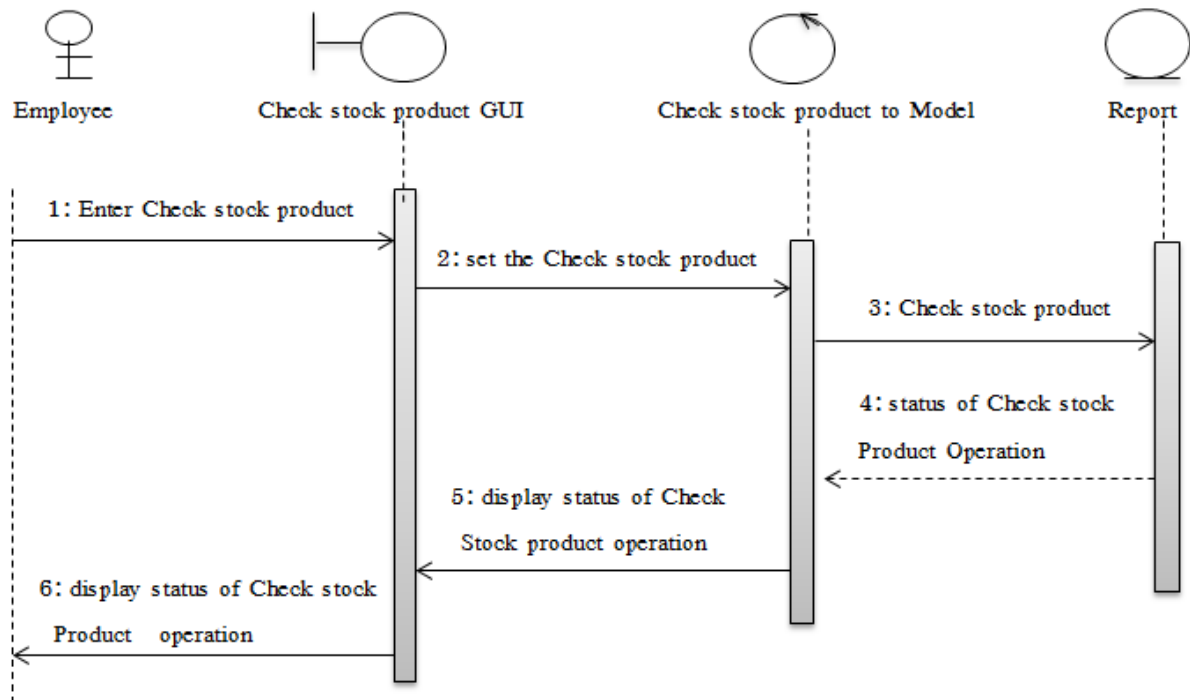 Employee
Check stock product GUI
Check stock product to Model
Report
1: Enter Check stock product
2: set the Check stock product
3: Check stock product
4: status of Check stock
Product Operation
5: display status of Check
Stock product operation
6: display status of Check stock
Product operation